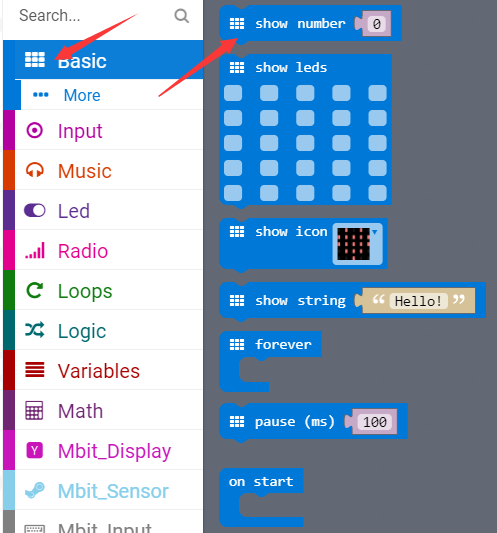 Search...
Basic
More
Input
Music
Led
Radio
Loops
Logic
Variables
Math
Mbit_Display
Mbit_Sensor
Mbit_Input
show number 0
show leds
show icon
show string “ Hello! ”
forever
pause (ms) 100
on start